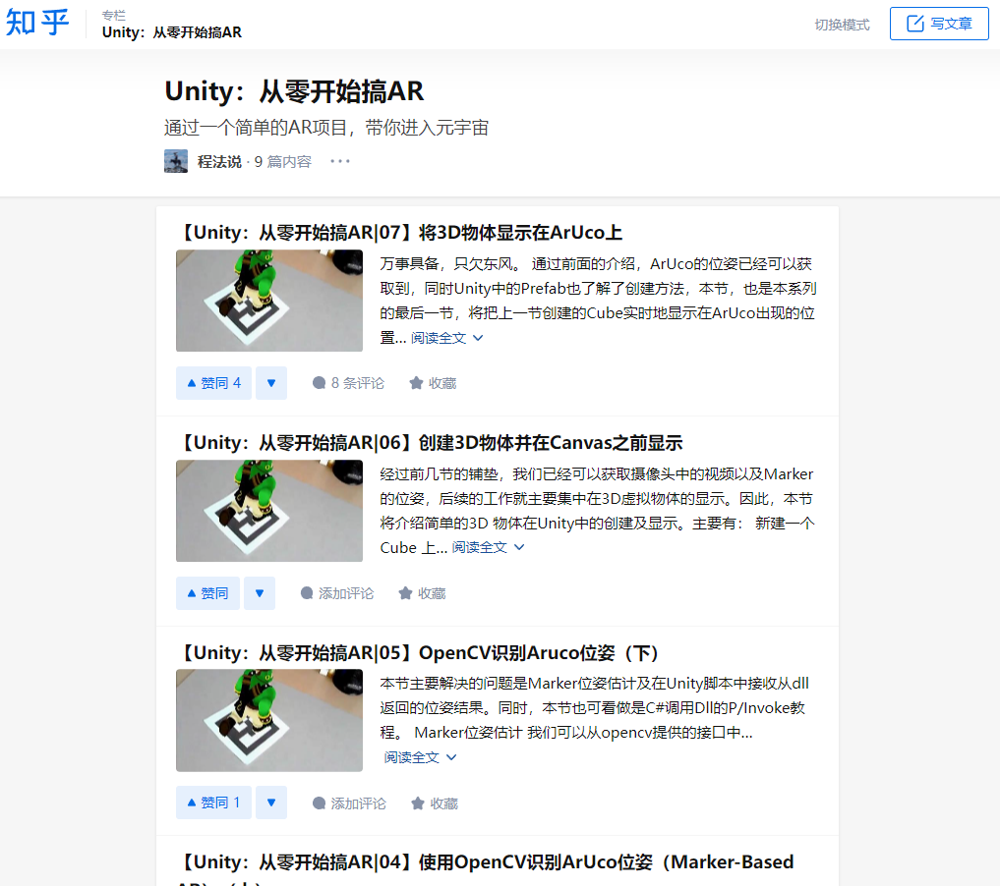 知乎
专栏
Unity：从零开始搞AR
切换模式
写文章
Unity：从零开始搞AR
通过一个简单的AR项目，带你进入元宇宙
程法说 · 9 篇内容 ···
【Unity：从零开始搞AR|07】将3D物体显示在ArUco上
万事具备，只欠东风。 通过前面的介绍，ArUco的位姿已经可以获
取到，同时Unity中的Prefab也了解了创建方法，本节，也是本系列
的最后一节，将把上一节创建的Cube实时地显示在ArUco出现的位
置... 阅读全文
赞同 4
8 条评论
收藏
【Unity：从零开始搞AR|06】创建3D物体并在Canvas之前显示
经过前几节的铺垫，我们已经可以获取摄像头中的视频以及Marker
的位姿，后续的工作就主要集中在3D虚拟物体的显示。因此，本节
将介绍简单的3D 物体在Unity中的创建及显示。主要有： 新建一个
Cube 上... 阅读全文
赞同
添加评论
收藏
【Unity：从零开始搞AR|05】OpenCV识别Aruco位姿（下）
本节主要解决的问题是Marker位姿估计及在Unity脚本中接收从dll
返回的位姿结果。同时，本节也可看做是C#调用Dll的P/Invoke教
程。 Marker位姿估计 我们可以从opencv提供的接口中...
阅读全文
赞同 1
添加评论
收藏
【Unity：从零开始搞AR|04】使用OpenCV识别ArUco位姿（Marker-Based